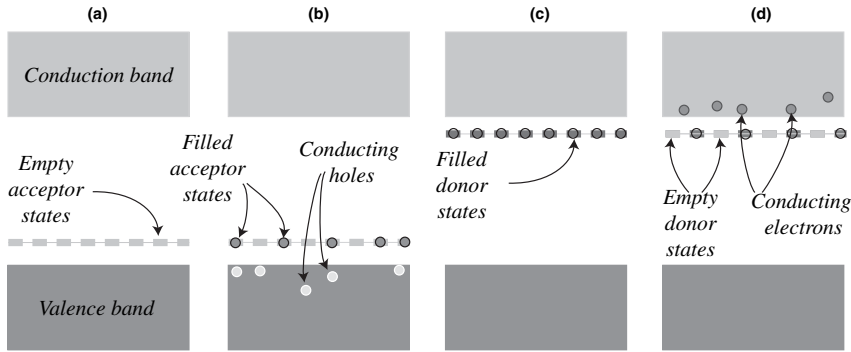 (a)
(b)
(c)
(d)
Conduction band
Empty
acceptor
states
Filled
acceptor
states
Conducting
holes
Filled
donor
states
Empty
donor
states
Conducting
electrons
Valence band